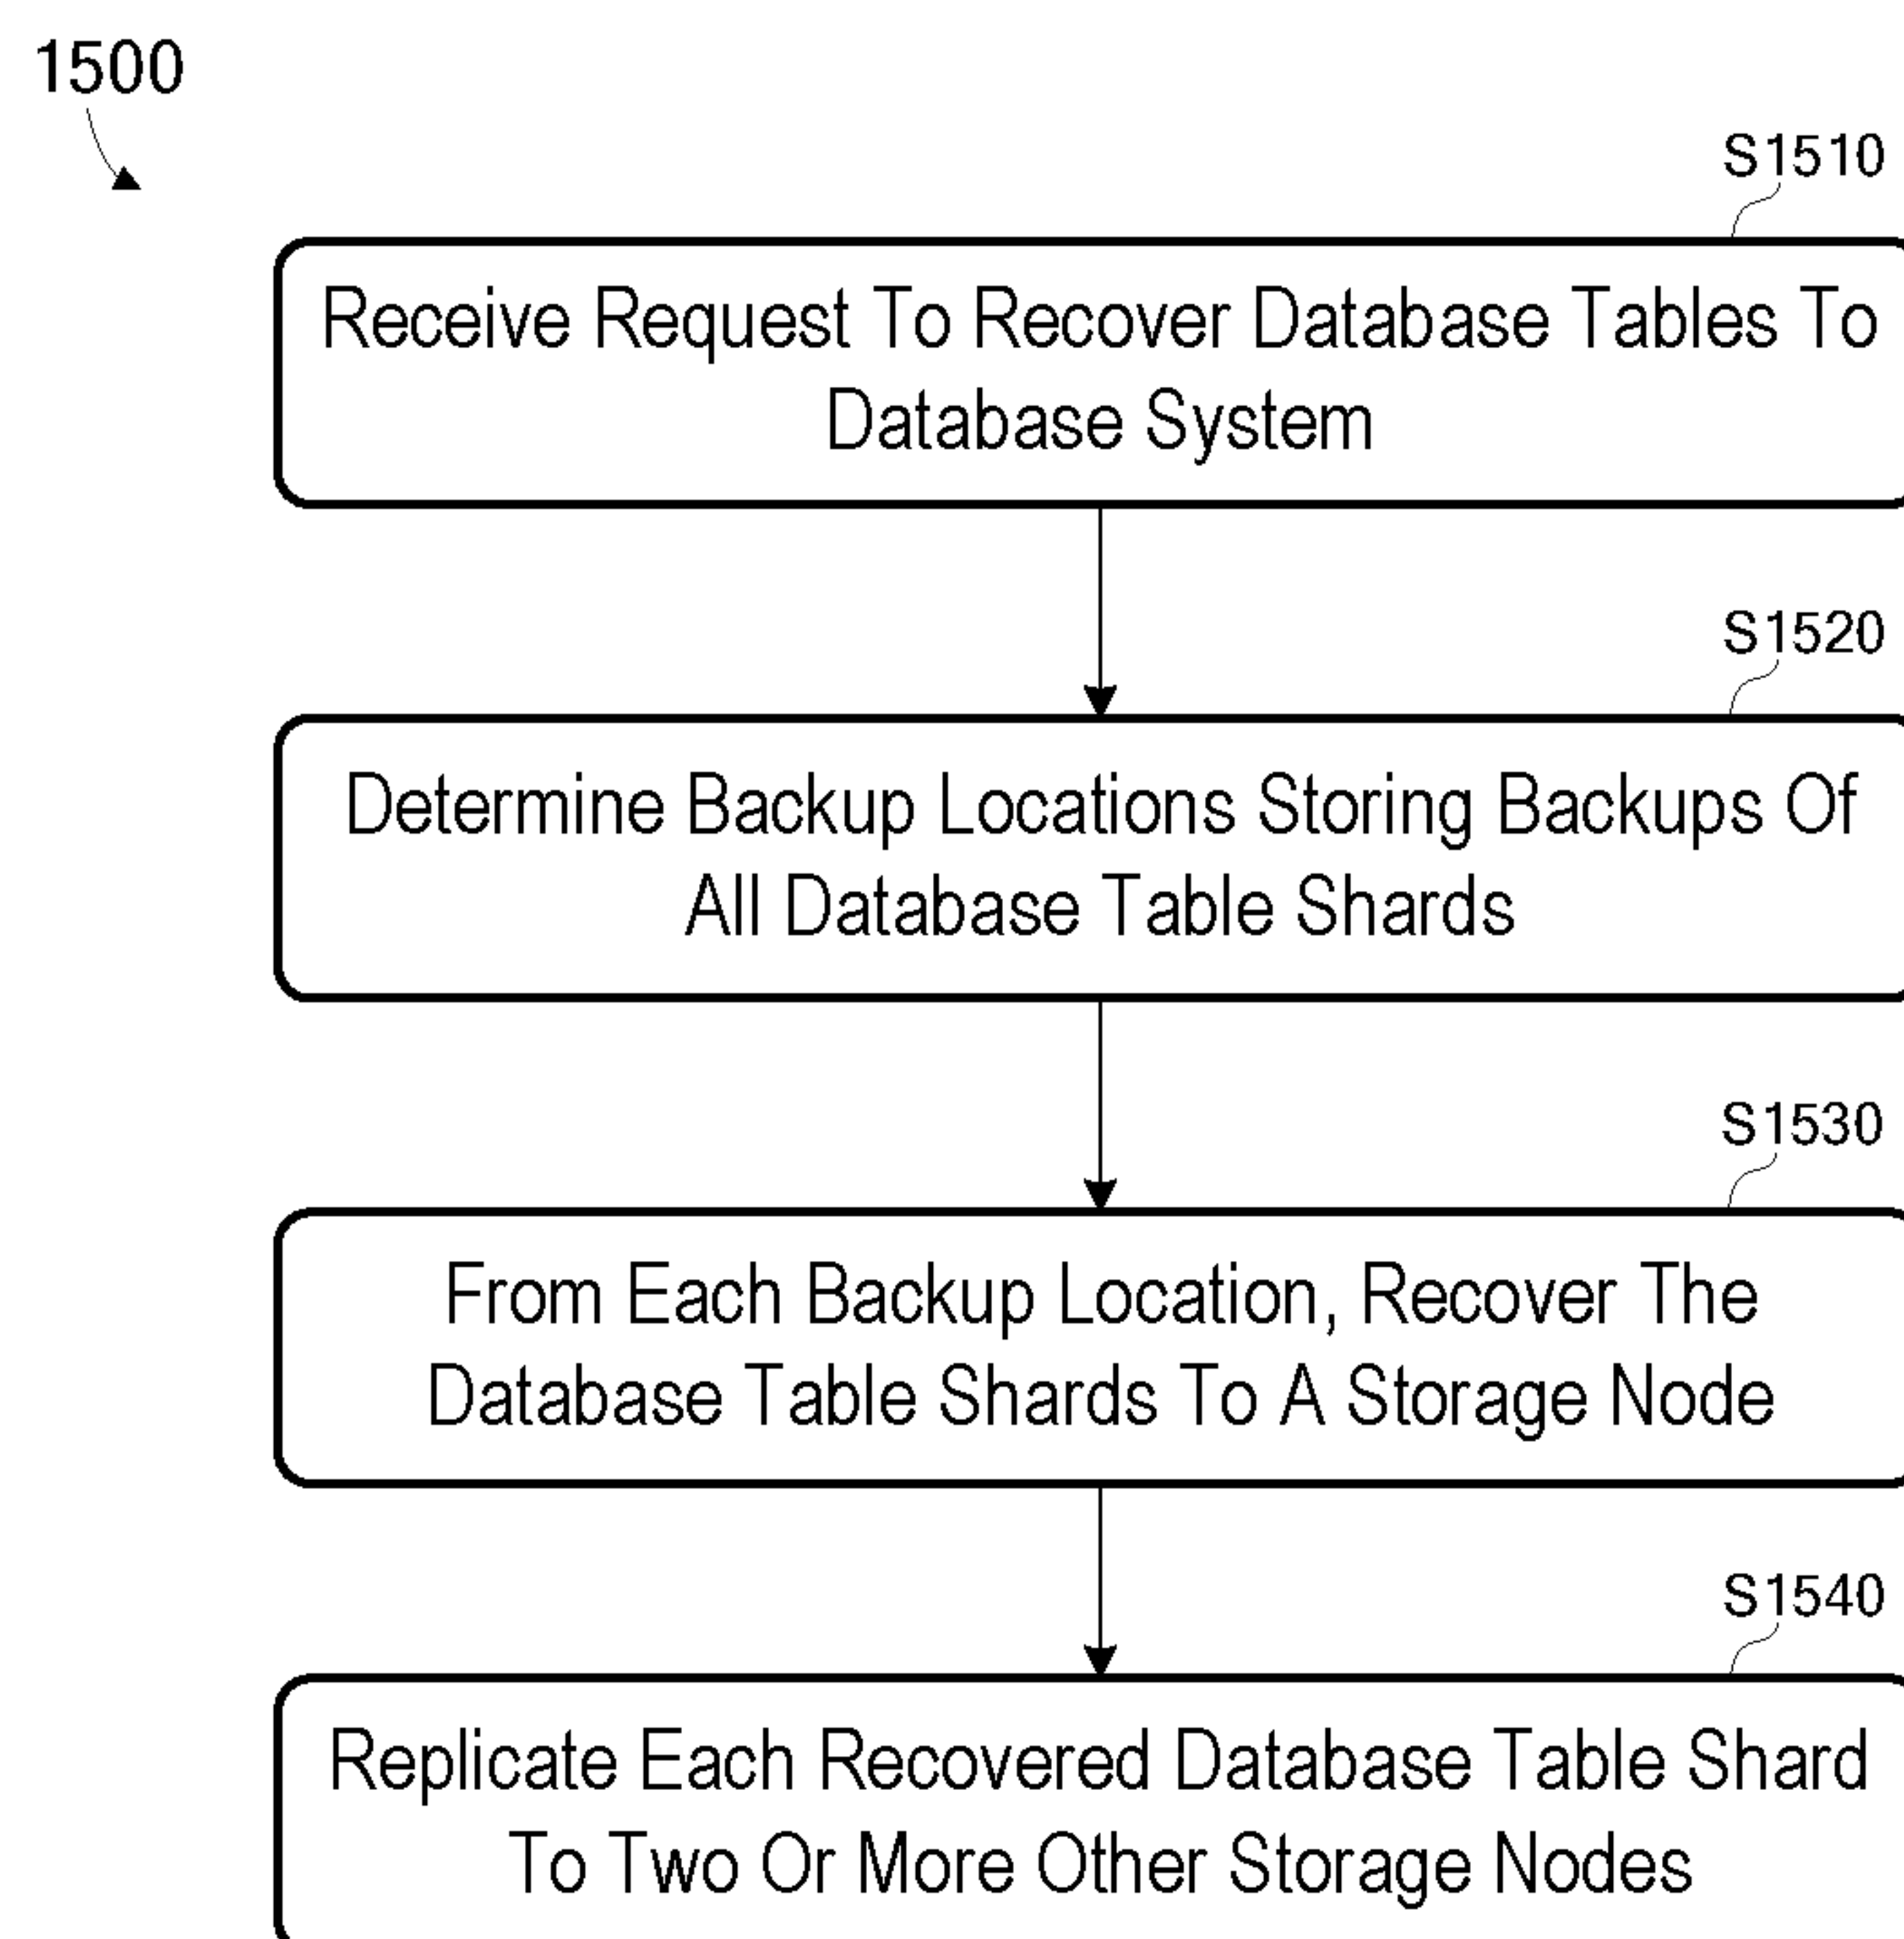 1500
S1510
Receive Request To Recover Database Tables To
Database System
S1520
Determine Backup Locations Storing Backups Of
All Database Table Shards
S1530
From Each Backup Location, Recover The
Database Table Shards To A Storage Node
S1540
Replicate Each Recovered Database Table Shard
To Two Or More Other Storage Nodes